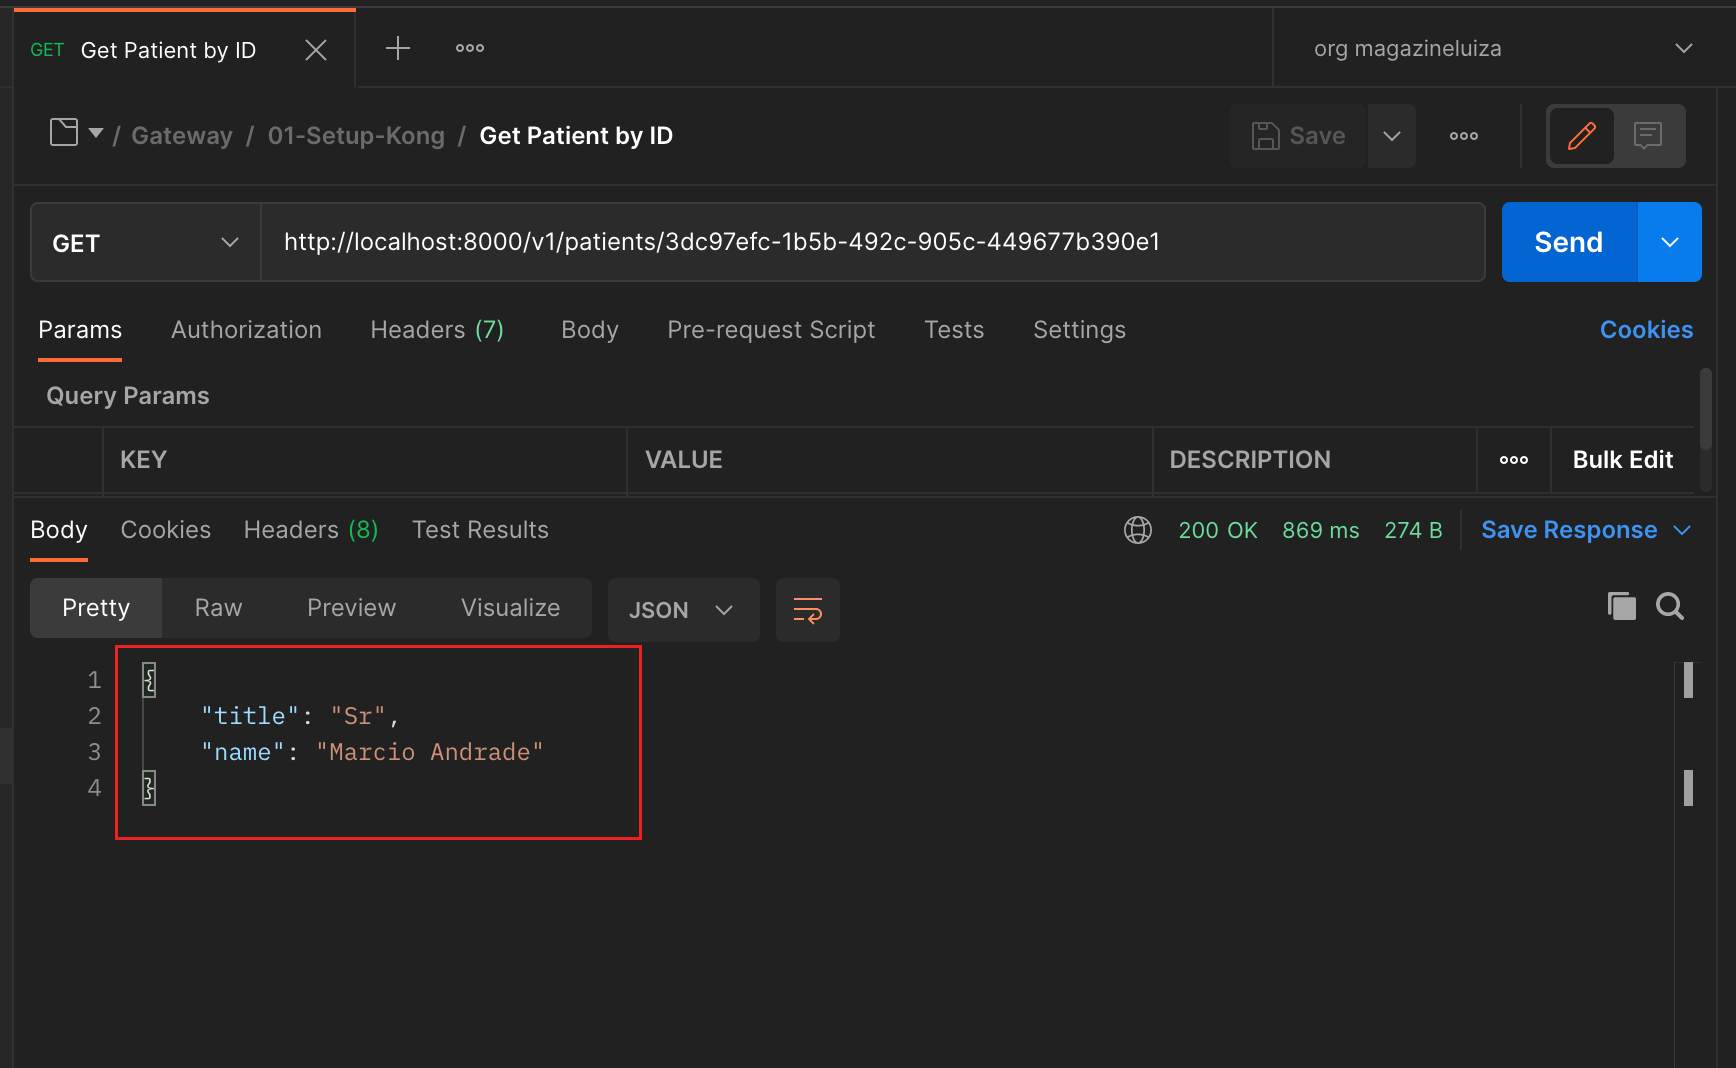 GET Get Patient by ID
org magazineluiza
/ Gateway / 01-Setup-Kong / Get Patient by ID
Save
GET
http://localhost:8000/v1/patients/3dc97efc-1b5b-492c-905c-449677b390e1
Send
Params Authorization Headers (7) Body Pre-request Script Tests Settings Cookies
Query Params
KEY VALUE DESCRIPTION Bulk Edit
Body Cookies Headers (8) Test Results 200 OK 869 ms 274 B Save Response
Pretty Raw Preview Visualize JSON
1 {
2 "title": "Sr",
3 "name": "Marcio Andrade"
4 }